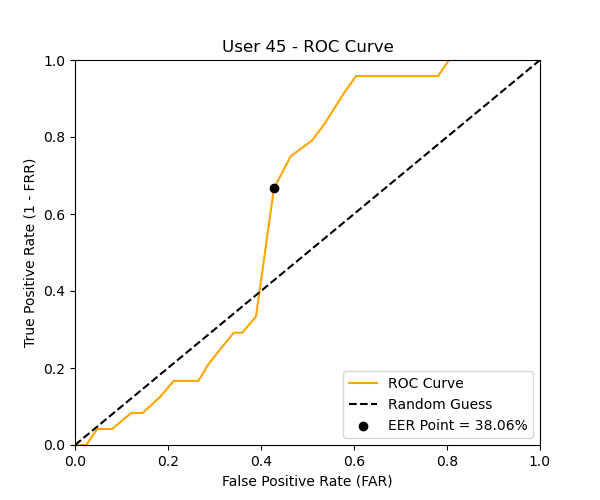 User 45 - ROC Curve
True Positive Rate (1 - FRR)
1.0
0.8
0.6
0.4
0.2
0.0
0.0 0.2 0.4 0.6 0.8 1.0
False Positive Rate (FAR)
ROC Curve
Random Guess
EER Point = 38.06%